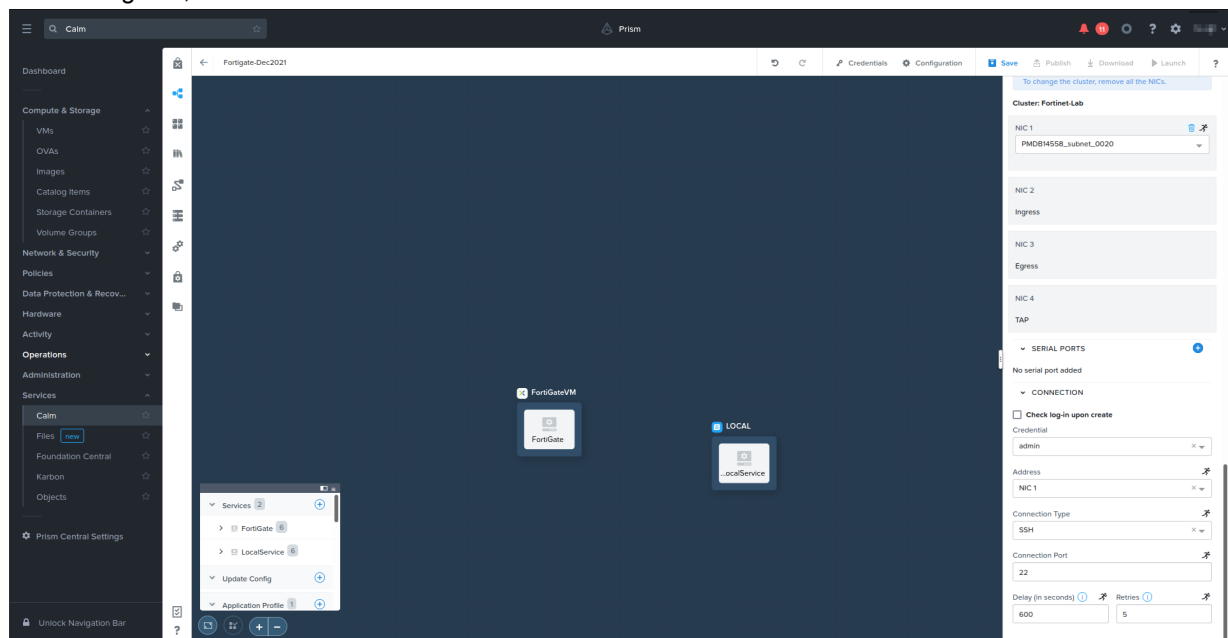 Calm
Prism
11
?
Dashboard
Compute & Storage
VMs
OVAs
Images
Catalog Items
Storage Containers
Volume Groups
Network & Security
Policies
Data Protection & Recov...
Hardware
Activity
Operations
Administration
Services
Calm
Files new
Foundation Central
Karbon
Objects
Prism Central Settings
Unlock Navigation Bar
?
Fortigate-Dec2021
Credentials
Configuration
Save
Publish
Download
Launch
?
FortiGateVM
FortiGate
LOCAL
...ocalService
Services 2
FortiGate 6
LocalService 6
Update Config
Application Profile 1
To change the cluster, remove all the NICs.
Cluster: Fortinet-Lab
NIC 1
PMDB14558_subnet_0020
NIC 2
Ingress
NIC 3
Egress
NIC 4
TAP
SERIAL PORTS
No serial port added
CONNECTION
Check log-in upon create
Credential
admin
Address
NIC 1
Connection Type
SSH
Connection Port
22
Delay (in seconds) Retries
600 5